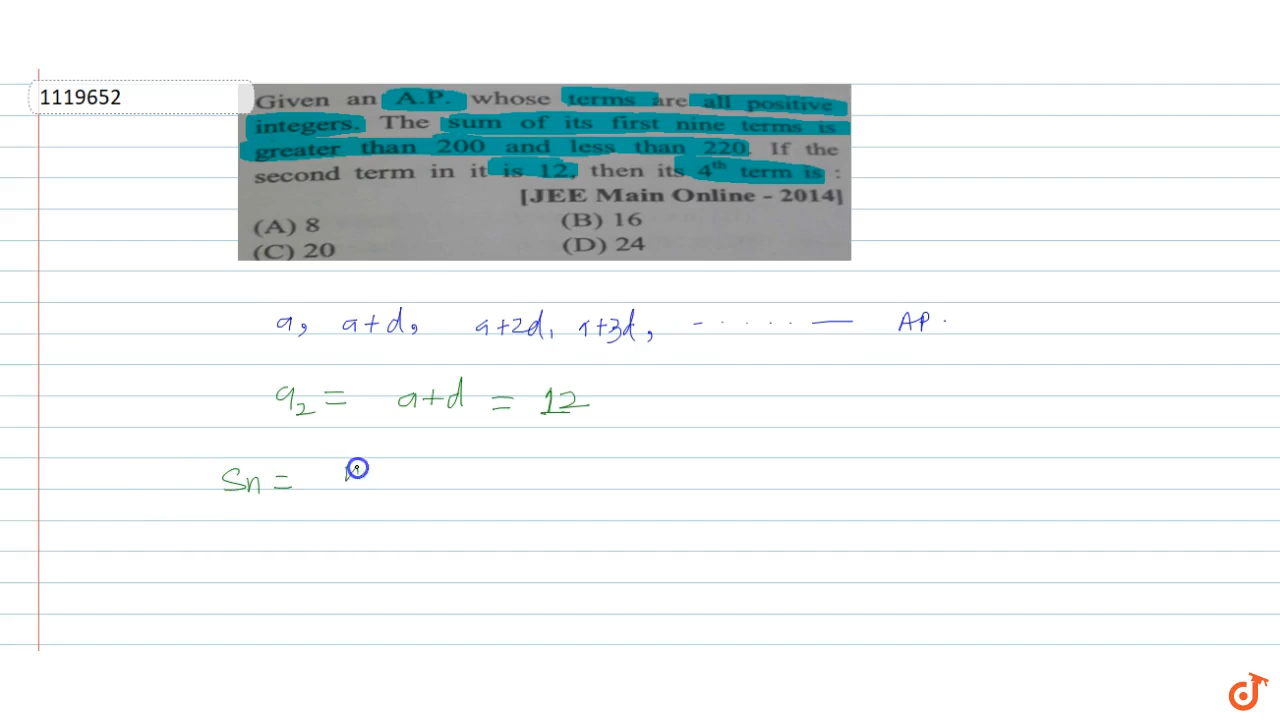 1119652
Given an A.P. whose terms are all positive
integers. The sum of its first nine terms is
greater than 200 and less than 220. If the
second term in it is 12, then its 4th term is :
[JEE Main Online - 2014]
(A) 8 (B) 16
(C) 20 (D) 24
a, a+d, a+2d, a+3d, - ..... — AP.
a2 = a+d = 12
Sn =